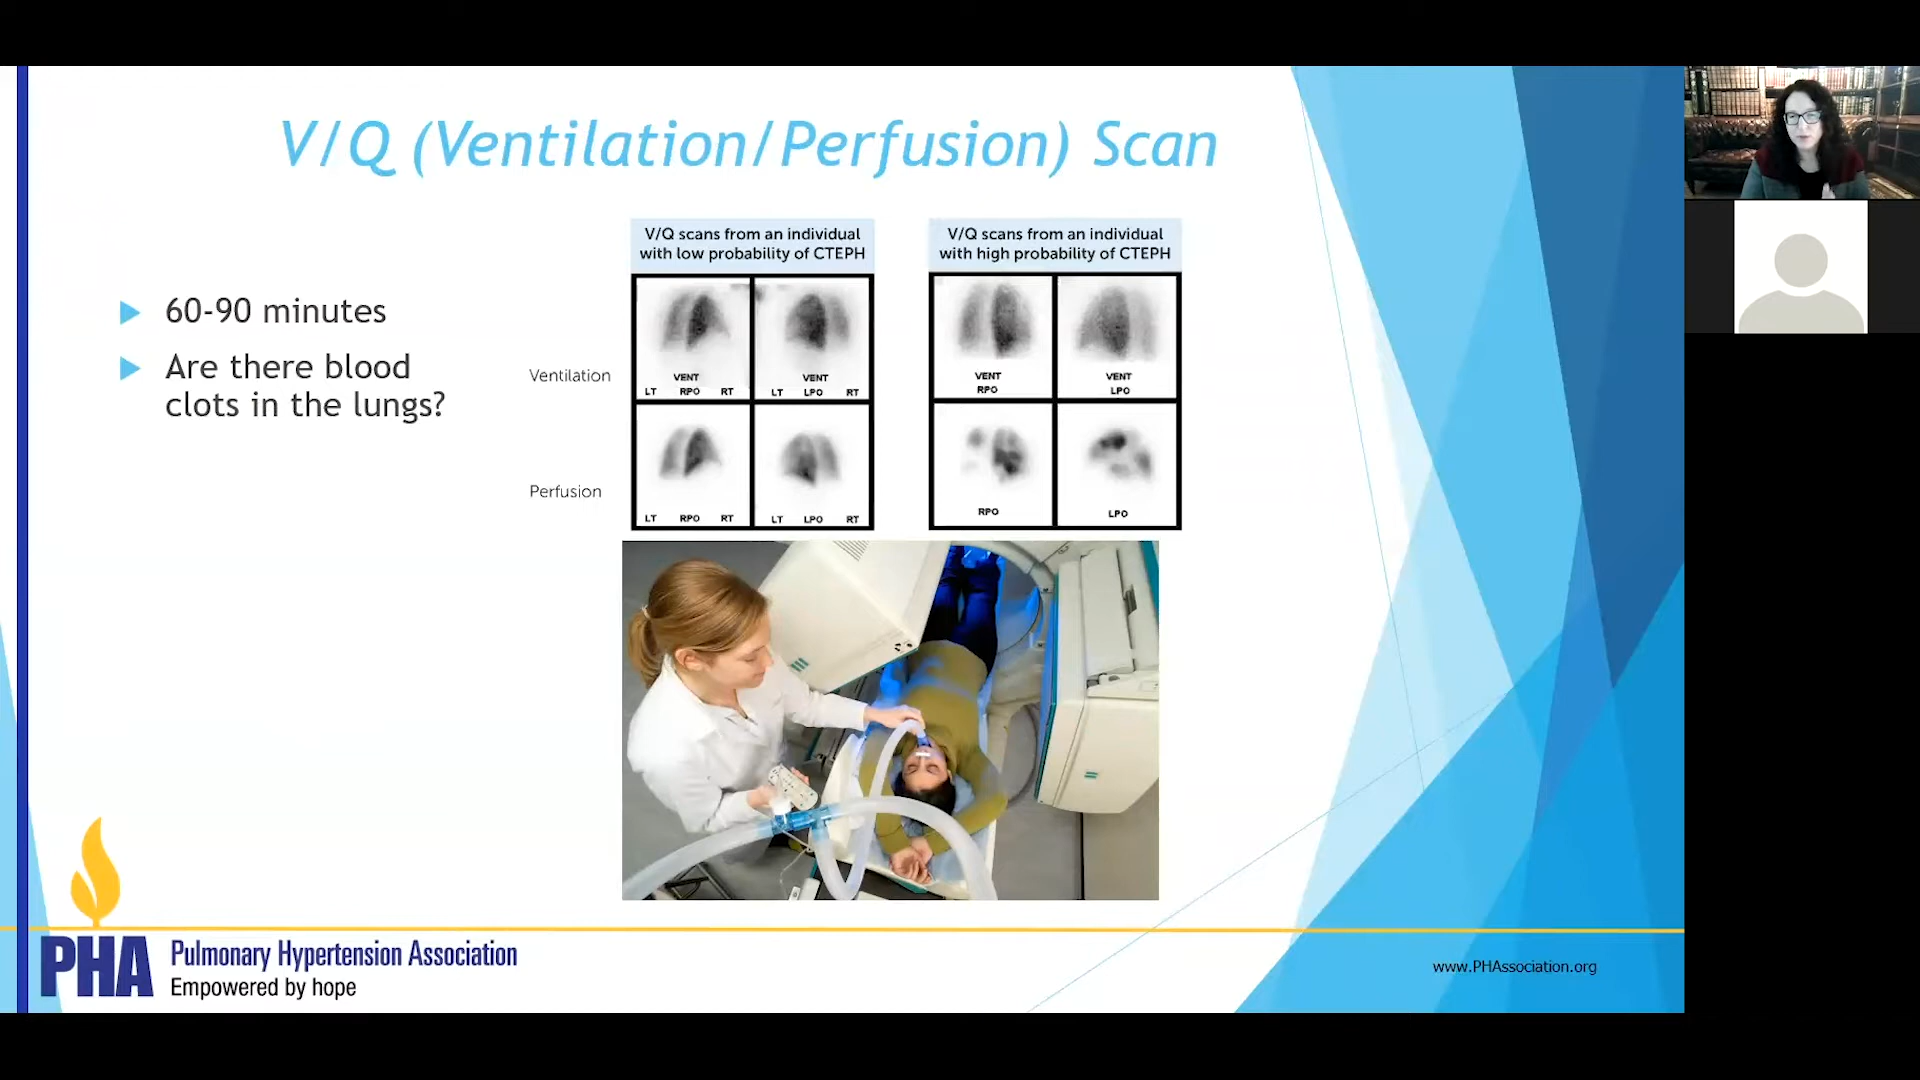 V/Q (Ventilation/Perfusion) Scan
60-90 minutes
Are there blood
clots in the lungs?
V/Q scans from an individual
with low probability of CTEPH
V/Q scans from an individual
with high probability of CTEPH
Ventilation
VENT
LT RPO RT
VENT
LT LPO RT
VENT
RPO
VENT
LPO
Perfusion
LT RPO RT
LT LPO RT
RPO
LPO
PHA
Pulmonary Hypertension Association
Empowered by hope
www.PHAssociation.org